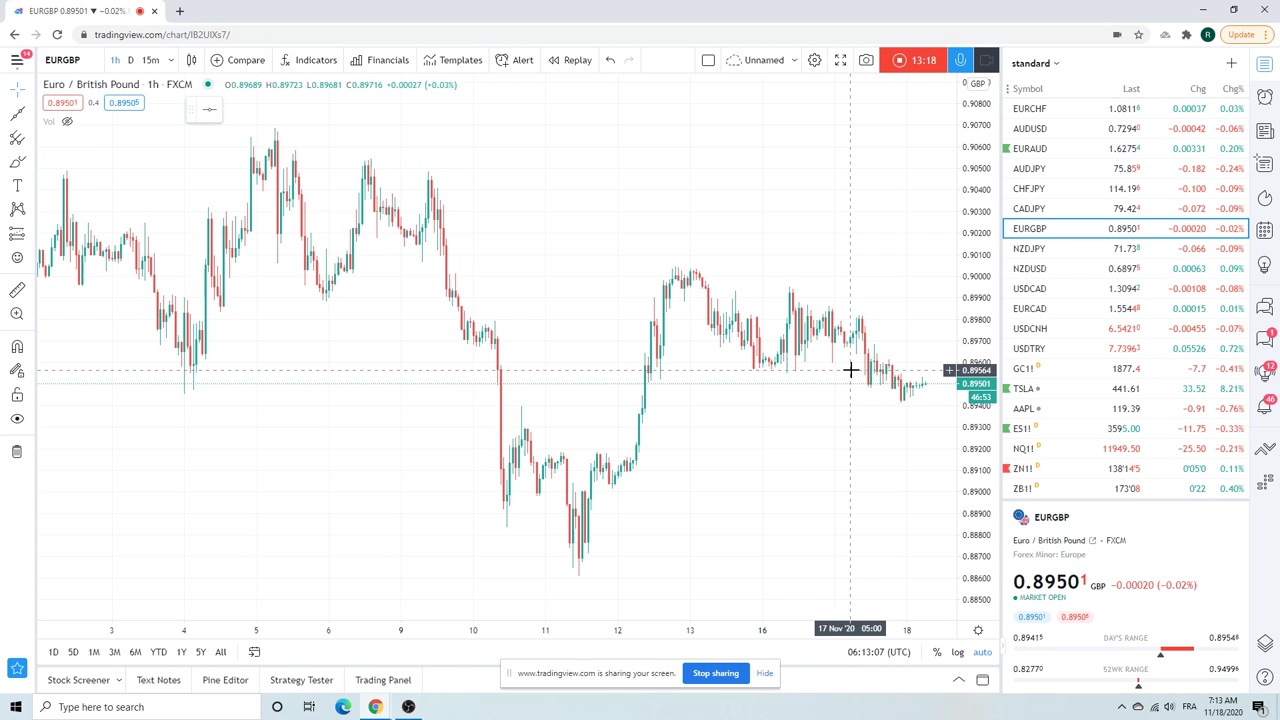 EURGBP 0.89501 ▼ −0.02% 
tradingview.com/chart/IB2UIXs7/
R
Update
14
EURGBP 1h D 15m Compare Indicators Financials Templates Alert Replay Unnamed 13:18
standard
Euro / British Pound · 1h · FXCM O0.89689 H0.89723 L0.89681 C0.89716 +0.00027 (+0.03%)
0.89501 0.4 0.89505
Vol
GBP
Symbol Last Chg Chg%
EURCHF 1.08116 0.00037 0.03%
AUDUSD 0.72940 −0.00042 −0.06%
EURAUD 1.62754 0.00331 0.20%
AUDJPY 75.859 −0.182 −0.24%
CHFJPY 114.196 −0.100 −0.09%
CADJPY 79.424 −0.072 −0.09%
EURGBP 0.89501 −0.00020 −0.02%
NZDJPY 71.738 −0.066 −0.09%
NZDUSD 0.68975 0.00063 0.09%
USDCAD 1.30942 −0.00108 −0.08%
EURCAD 1.55448 0.00015 0.01%
USDCNH 6.54210 −0.00455 −0.07%
USDTRY 7.73963 0.05526 0.72%
GC1! D 1877.4 −7.7 −0.41%
TSLA 441.61 33.52 8.21%
AAPL 119.39 −0.91 −0.76%
ES1! D 3595.00 −11.75 −0.33%
NQ1! D 11949.50 −25.50 −0.21%
ZN1! D 138'14'5 0'05'0 0.11%
ZB1! D 173'08 0'22 0.40%
1
12
46
0.90800
0.90700
0.90600
0.90500
0.90400
0.90300
0.90200
0.90100
0.90000
0.89900
0.89800
0.89700
0.89600
0.89564
0.89501
46:53
0.89400
0.89300
0.89200
0.89100
0.89000
0.88900
0.88800
0.88700
0.88600
0.88500
3 4 5 6 9 10 11 12 13 16 17 Nov '20 05:00 18
EURGBP
Euro / British Pound · FXCM
Forex Minor: Europe
0.89501 GBP −0.00020 (−0.02%)
MARKET OPEN
0.89501 0.89505
0.89415 DAY'S RANGE 0.89548
0.82770 52WK RANGE 0.94996
1D 5D 1M 3M 6M YTD 1Y 5Y All 06:13:07 (UTC) % log auto
Stock Screener Text Notes Pine Editor Strategy Tester Trading Panel
www.tradingview.com is sharing your screen. Stop sharing Hide
Type here to search
FRA
7:13 AM
11/18/2020
1